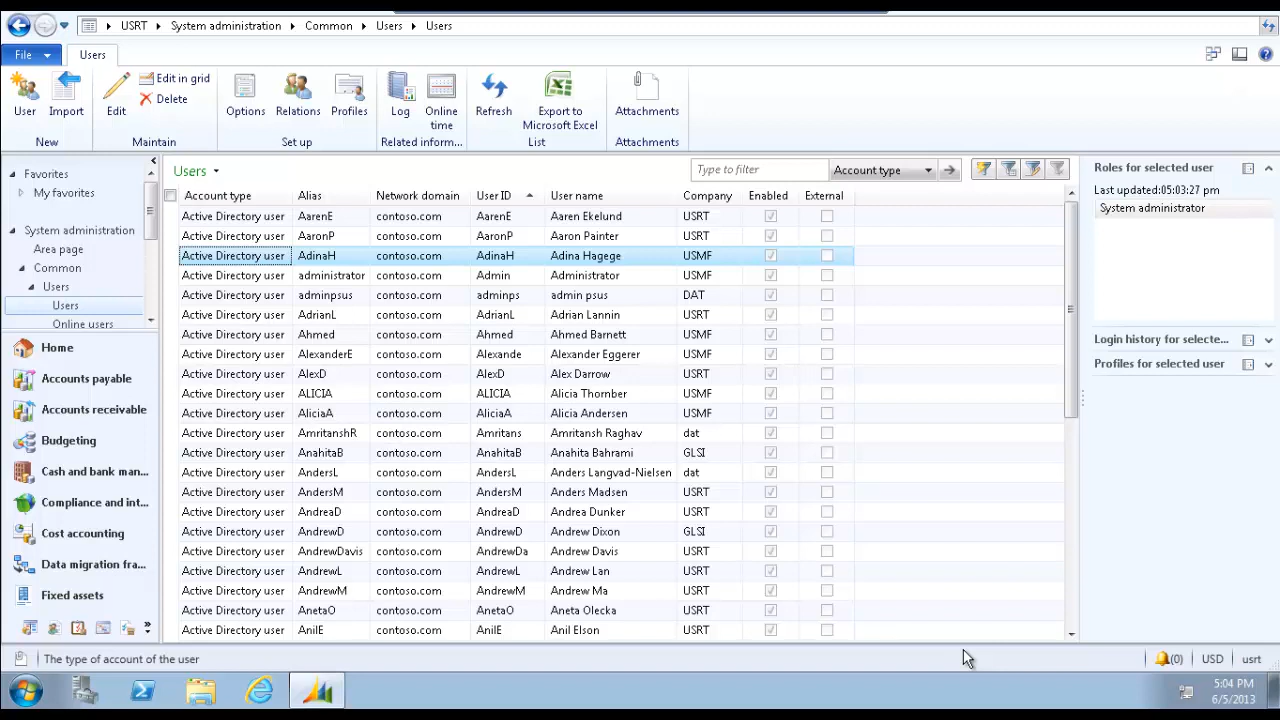 USRT System administration Common Users Users
File Users
User Import Edit Edit in grid Delete Options Relations Profiles Log Online time Refresh Export to Microsoft Excel Attachments
New Maintain Set up Related inform... List Attachments
Favorites
My favorites
System administration
Area page
Common
Users
Users
Online users
Home
Accounts payable
Accounts receivable
Budgeting
Cash and bank man...
Compliance and int...
Cost accounting
Data migration fra...
Fixed assets
Users Type to filter Account type
Account type Alias Network domain User ID User name Company Enabled External
Active Directory user AarenE contoso.com AarenE Aaren Ekelund USRT
Active Directory user AaronP contoso.com AaronP Aaron Painter USRT
Active Directory user AdinaH contoso.com AdinaH Adina Hagege USMF
Active Directory user administrator contoso.com Admin Administrator USMF
Active Directory user adminpsus contoso.com adminps admin psus DAT
Active Directory user AdrianL contoso.com AdrianL Adrian Lannin USRT
Active Directory user Ahmed contoso.com Ahmed Ahmed Barnett USMF
Active Directory user AlexanderE contoso.com Alexande Alexander Eggerer USMF
Active Directory user AlexD contoso.com AlexD Alex Darrow USRT
Active Directory user ALICIA contoso.com ALICIA Alicia Thornber USMF
Active Directory user AliciaA contoso.com AliciaA Alicia Andersen USMF
Active Directory user AmritanshR contoso.com Amritans Amritansh Raghav dat
Active Directory user AnahitaB contoso.com AnahitaB Anahita Bahrami GLSI
Active Directory user AndersL contoso.com AndersL Anders Langvad-Nielsen dat
Active Directory user AndersM contoso.com AndersM Anders Madsen USRT
Active Directory user AndreaD contoso.com AndreaD Andrea Dunker USRT
Active Directory user AndrewD contoso.com AndrewD Andrew Dixon GLSI
Active Directory user AndrewDavis contoso.com AndrewDa Andrew Davis USRT
Active Directory user AndrewL contoso.com AndrewL Andrew Lan USRT
Active Directory user AndrewM contoso.com AndrewM Andrew Ma USRT
Active Directory user AnetaO contoso.com AnetaO Aneta Olecka USRT
Active Directory user AnilE contoso.com AnilE Anil Elson USRT
Roles for selected user
Last updated:05:03:27 pm
System administrator
Login history for selecte...
Profiles for selected user
The type of account of the user (0) USD usrt
5:04 PM
6/5/2013